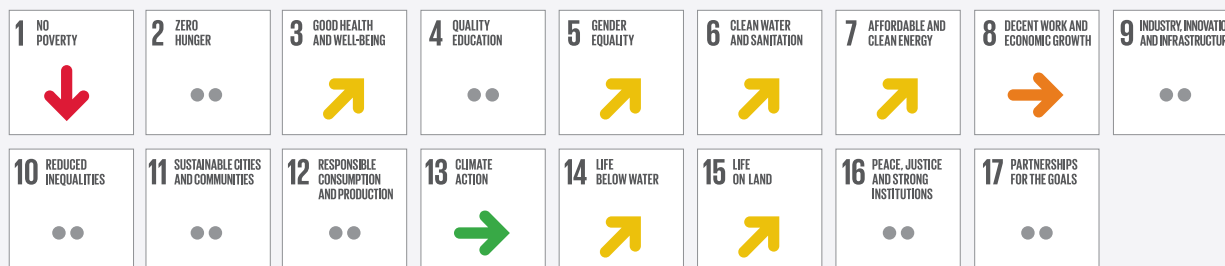 1 NO
POVERTY
2 ZERO
HUNGER
3 GOOD HEALTH
AND WELL-BEING
4 QUALITY
EDUCATION
5 GENDER
EQUALITY
6 CLEAN WATER
AND SANITATION
7 AFFORDABLE AND
CLEAN ENERGY
8 DECENT WORK AND
ECONOMIC GROWTH
9 INDUSTRY, INNOVATIO
AND INFRASTRUCTUR
10 REDUCED
INEQUALITIES
11 SUSTAINABLE CITIES
AND COMMUNITIES
12 RESPONSIBLE
CONSUMPTION
AND PRODUCTION
13 CLIMATE
ACTION
14 LIFE
BELOW WATER
15 LIFE
ON LAND
16 PEACE, JUSTICE
AND STRONG
INSTITUTIONS
17 PARTNERSHIPS
FOR THE GOALS